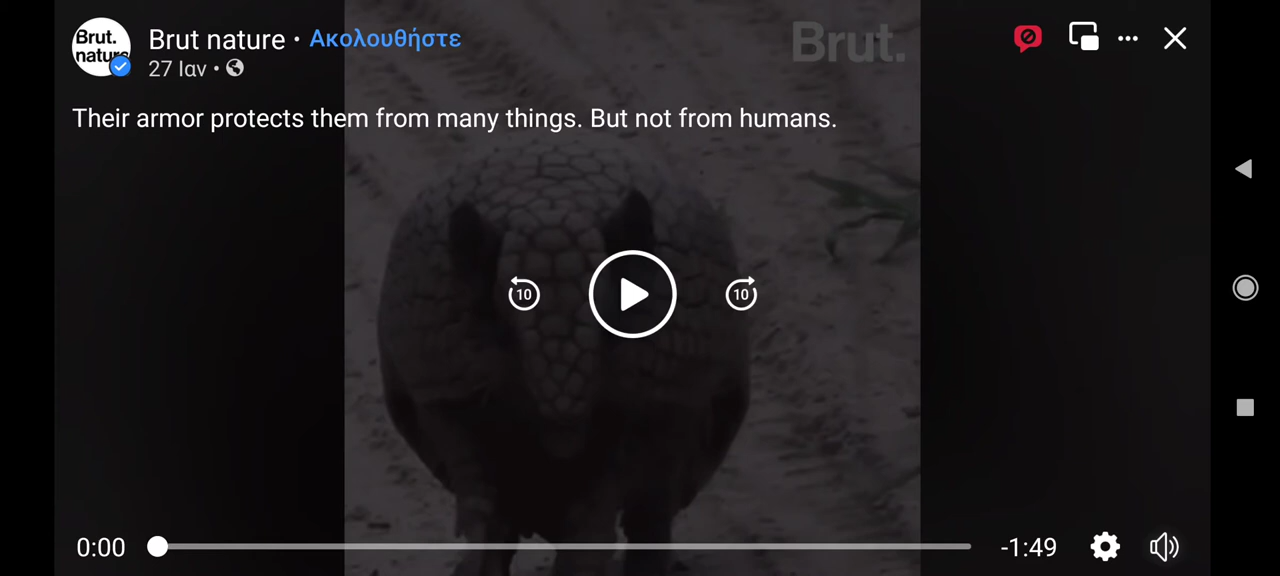 Brut.
nature
Brut nature • Ακολουθήστε
27 Ιαν •
Brut.
Their armor protects them from many things. But not from humans.
10
10
0:00
-1:49